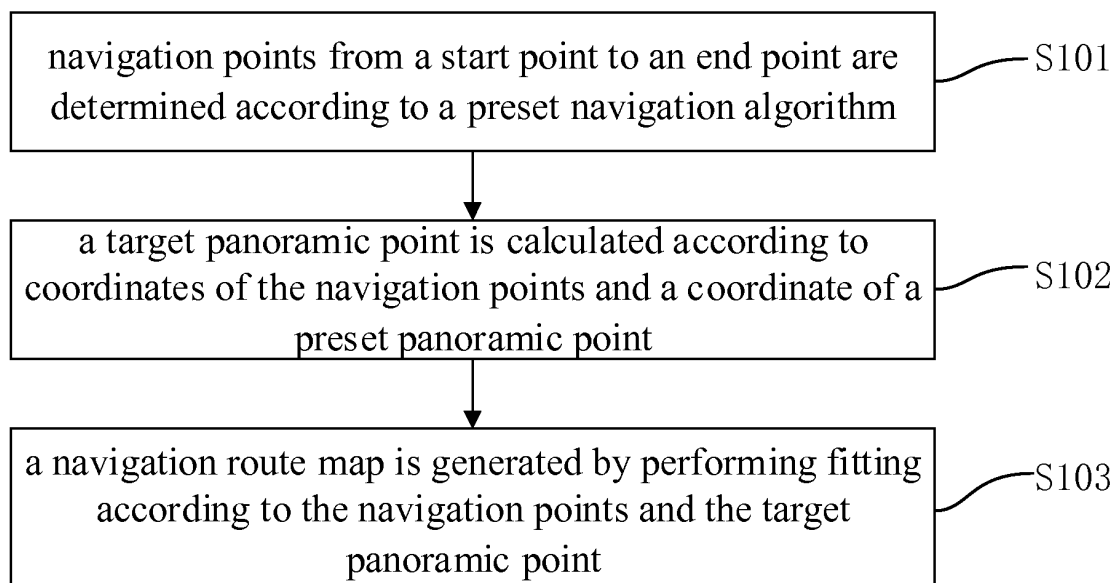 navigation points from a start point to an end point are
determined according to a preset navigation algorithm
S101
a target panoramic point is calculated according to
coordinates of the navigation points and a coordinate of a
preset panoramic point
S102
a navigation route map is generated by performing fitting
according to the navigation points and the target
panoramic point
S103